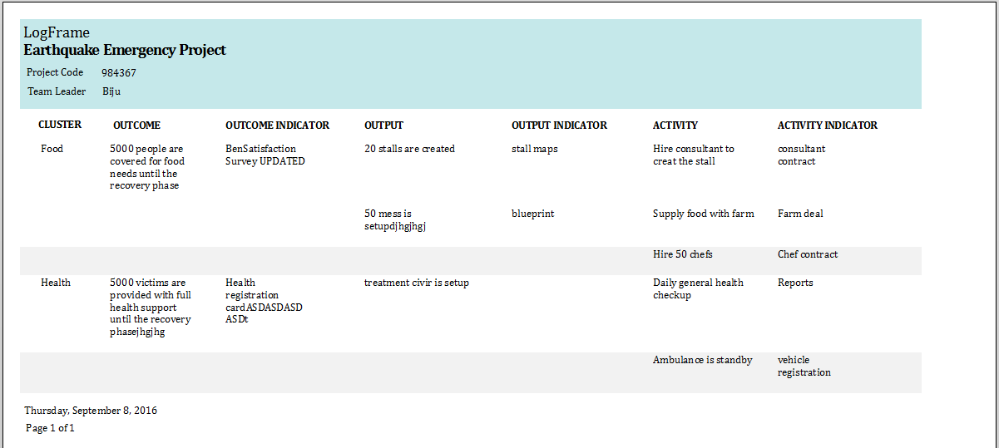 LogFrame
Earthquake Emergency Project
Project Code 984367
Team Leader Biju
CLUSTER OUTCOME OUTCOME INDICATOR OUTPUT OUTPUT INDICATOR ACTIVITY ACTIVITY INDICATOR
Food 5000 people are BenSatisfaction 20 stalls are created stall maps Hire consultant to consultant
covered for food Survey UPDATED creat the stall contract
needs until the
recovery phase
50 mess is blueprint Supply food with farm Farm deal
setupdjhgjhgj
Hire 50 chefs Chef contract
Health 5000 victims are Health treatment civir is setup Daily general health Reports
provided with full registration checkup
health support cardASDASDASD
until the recovery ASDt
phasejhgjhg
Ambulance is standby vehicle
registration
Thursday, September 8, 2016
Page 1 of 1